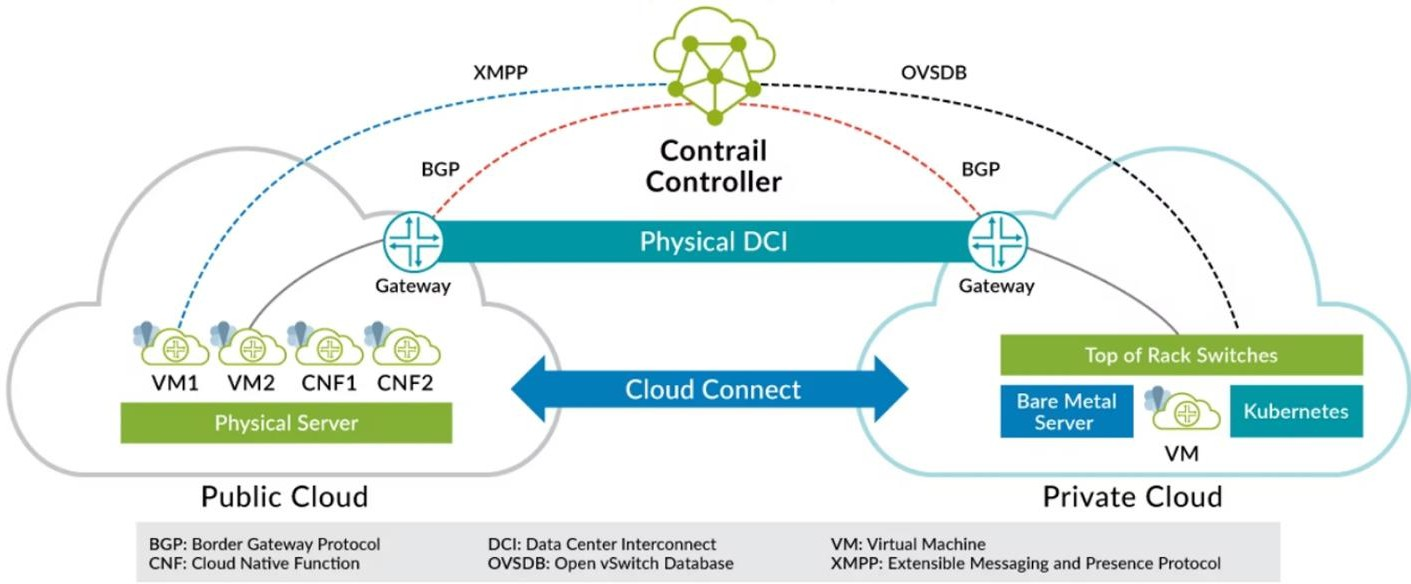 XMPP
OVSDB
Contrail
Controller
BGP
BGP
Physical DCI
Gateway
Gateway
VM1
VM2
CNF1
CNF2
Physical Server
Cloud Connect
Top of Rack Switches
Bare Metal
Server
Kubernetes
VM
Public Cloud
Private Cloud
BGP: Border Gateway Protocol
CNF: Cloud Native Function
DCI: Data Center Interconnect
OVSDB: Open vSwitch Database
VM: Virtual Machine
XMPP: Extensible Messaging and Presence Protocol